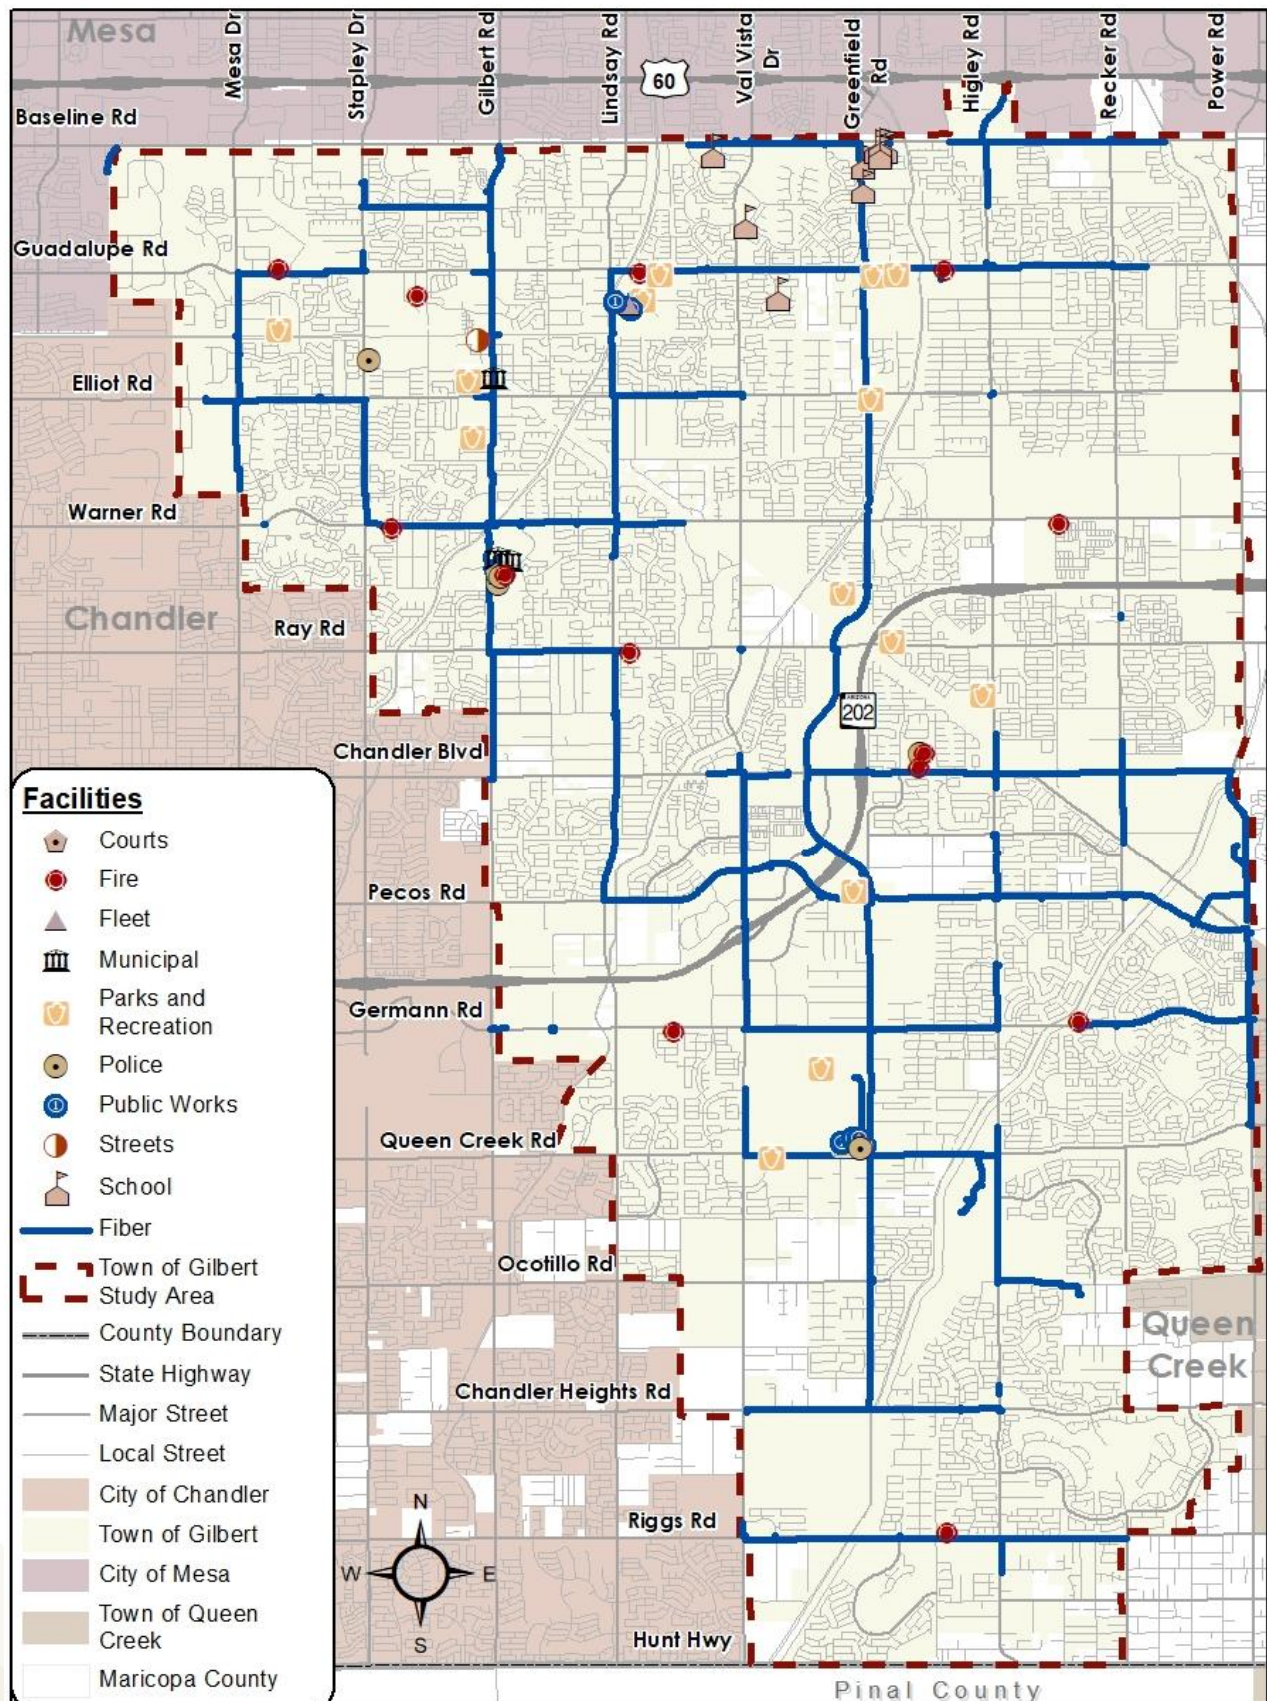 Mesa
Mesa Dr
Stapley Dr
Gilbert Rd
Lindsay Rd
60
Val Vista
Dr
Greenfield
Rd
Higley Rd
Recker Rd
Power Rd
Baseline Rd
Guadalupe Rd
Elliot Rd
Warner Rd
Chandler
Ray Rd
ARIZONA
202
Chandler Blvd
Pecos Rd
Germann Rd
Queen Creek Rd
Ocotillo Rd
Queen
Creek
Chandler Heights Rd
Riggs Rd
Hunt Hwy
Pinal County
Facilities
Courts
Fire
Fleet
Municipal
Parks and
Recreation
Police
Public Works
Streets
School
Fiber
Town of Gilbert
Study Area
County Boundary
State Highway
Major Street
Local Street
City of Chandler
Town of Gilbert
City of Mesa
Town of Queen
Creek
Maricopa County
N
W E
S